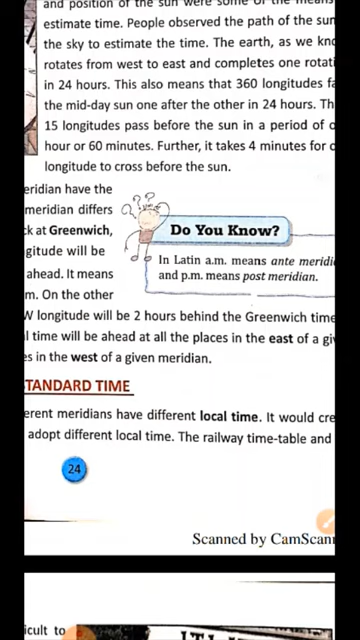 and position of the sun were some of the means
estimate time. People observed the path of the sun
the sky to estimate the time. The earth, as we kno
rotates from west to east and completes one rotati
in 24 hours. This also means that 360 longitudes fa
the mid-day sun one after the other in 24 hours. Th
15 longitudes pass before the sun in a period of o
hour or 60 minutes. Further, it takes 4 minutes for o
longitude to cross before the sun.
eridian have the
meridian differs
ck at Greenwich,
gitude will be
ahead. It means
m. On the other
Do You Know?
In Latin a.m. means ante meridi
and p.m. means post meridian.
W longitude will be 2 hours behind the Greenwich time
l time will be ahead at all the places in the east of a giv
es in the west of a given meridian.
STANDARD TIME
erent meridians have different local time. It would cre
adopt different local time. The railway time-table and
24
Scanned by CamScann
icult to